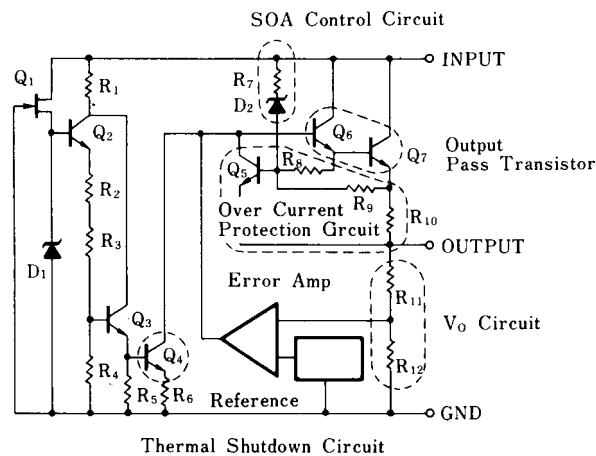 SOA Control Circuit
INPUT
R7
R1
Q1
D2
Q2
Q6
Q7
Output
Pass Transistor
Q5
R8
R2
R9
R10
Over Current
Protection Grcuit
R3
OUTPUT
D1
Error Amp
R11
Vo Circuit
Q3
Q4
R12
R4
R5
R6
Reference
GND
Thermal Shutdown Circuit